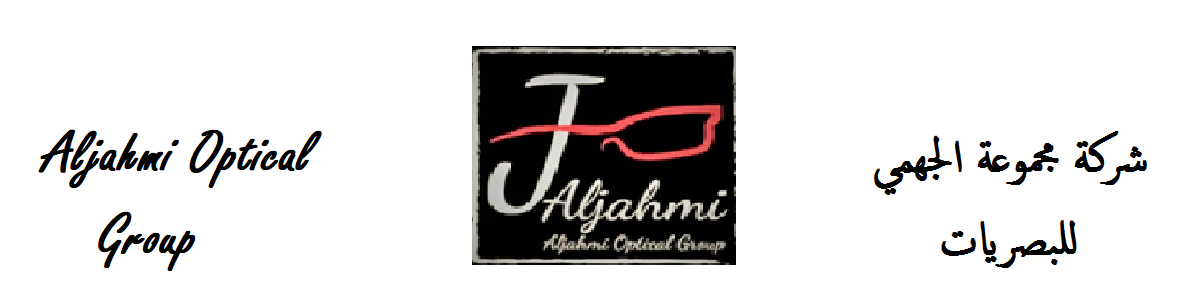 Aljahmi Optical
Group
J
Aljahmi
Aljahmi Optical Group
شركة مجموعة الجهمي
للبصريات